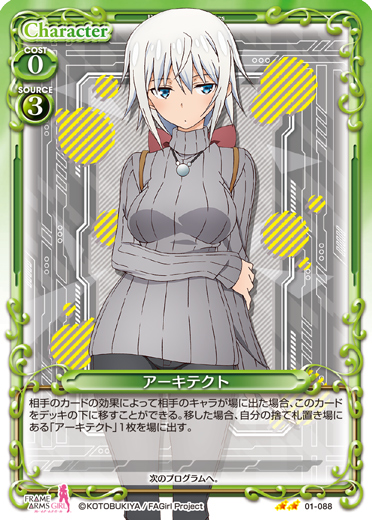 Character
COST
0
SOURCE
3
アーキテクト
相手のカードの効果によって相手のキャラが場に出た場合、このカード
をデッキの下に移すことができる。移した場合、自分の捨て札置き場に
ある「アーキテクト」1枚を場に出す。
次のプログラムへ。
FRAME
ARMS GIRL
©KOTOBUKIYA / FAGirl Project
01-088